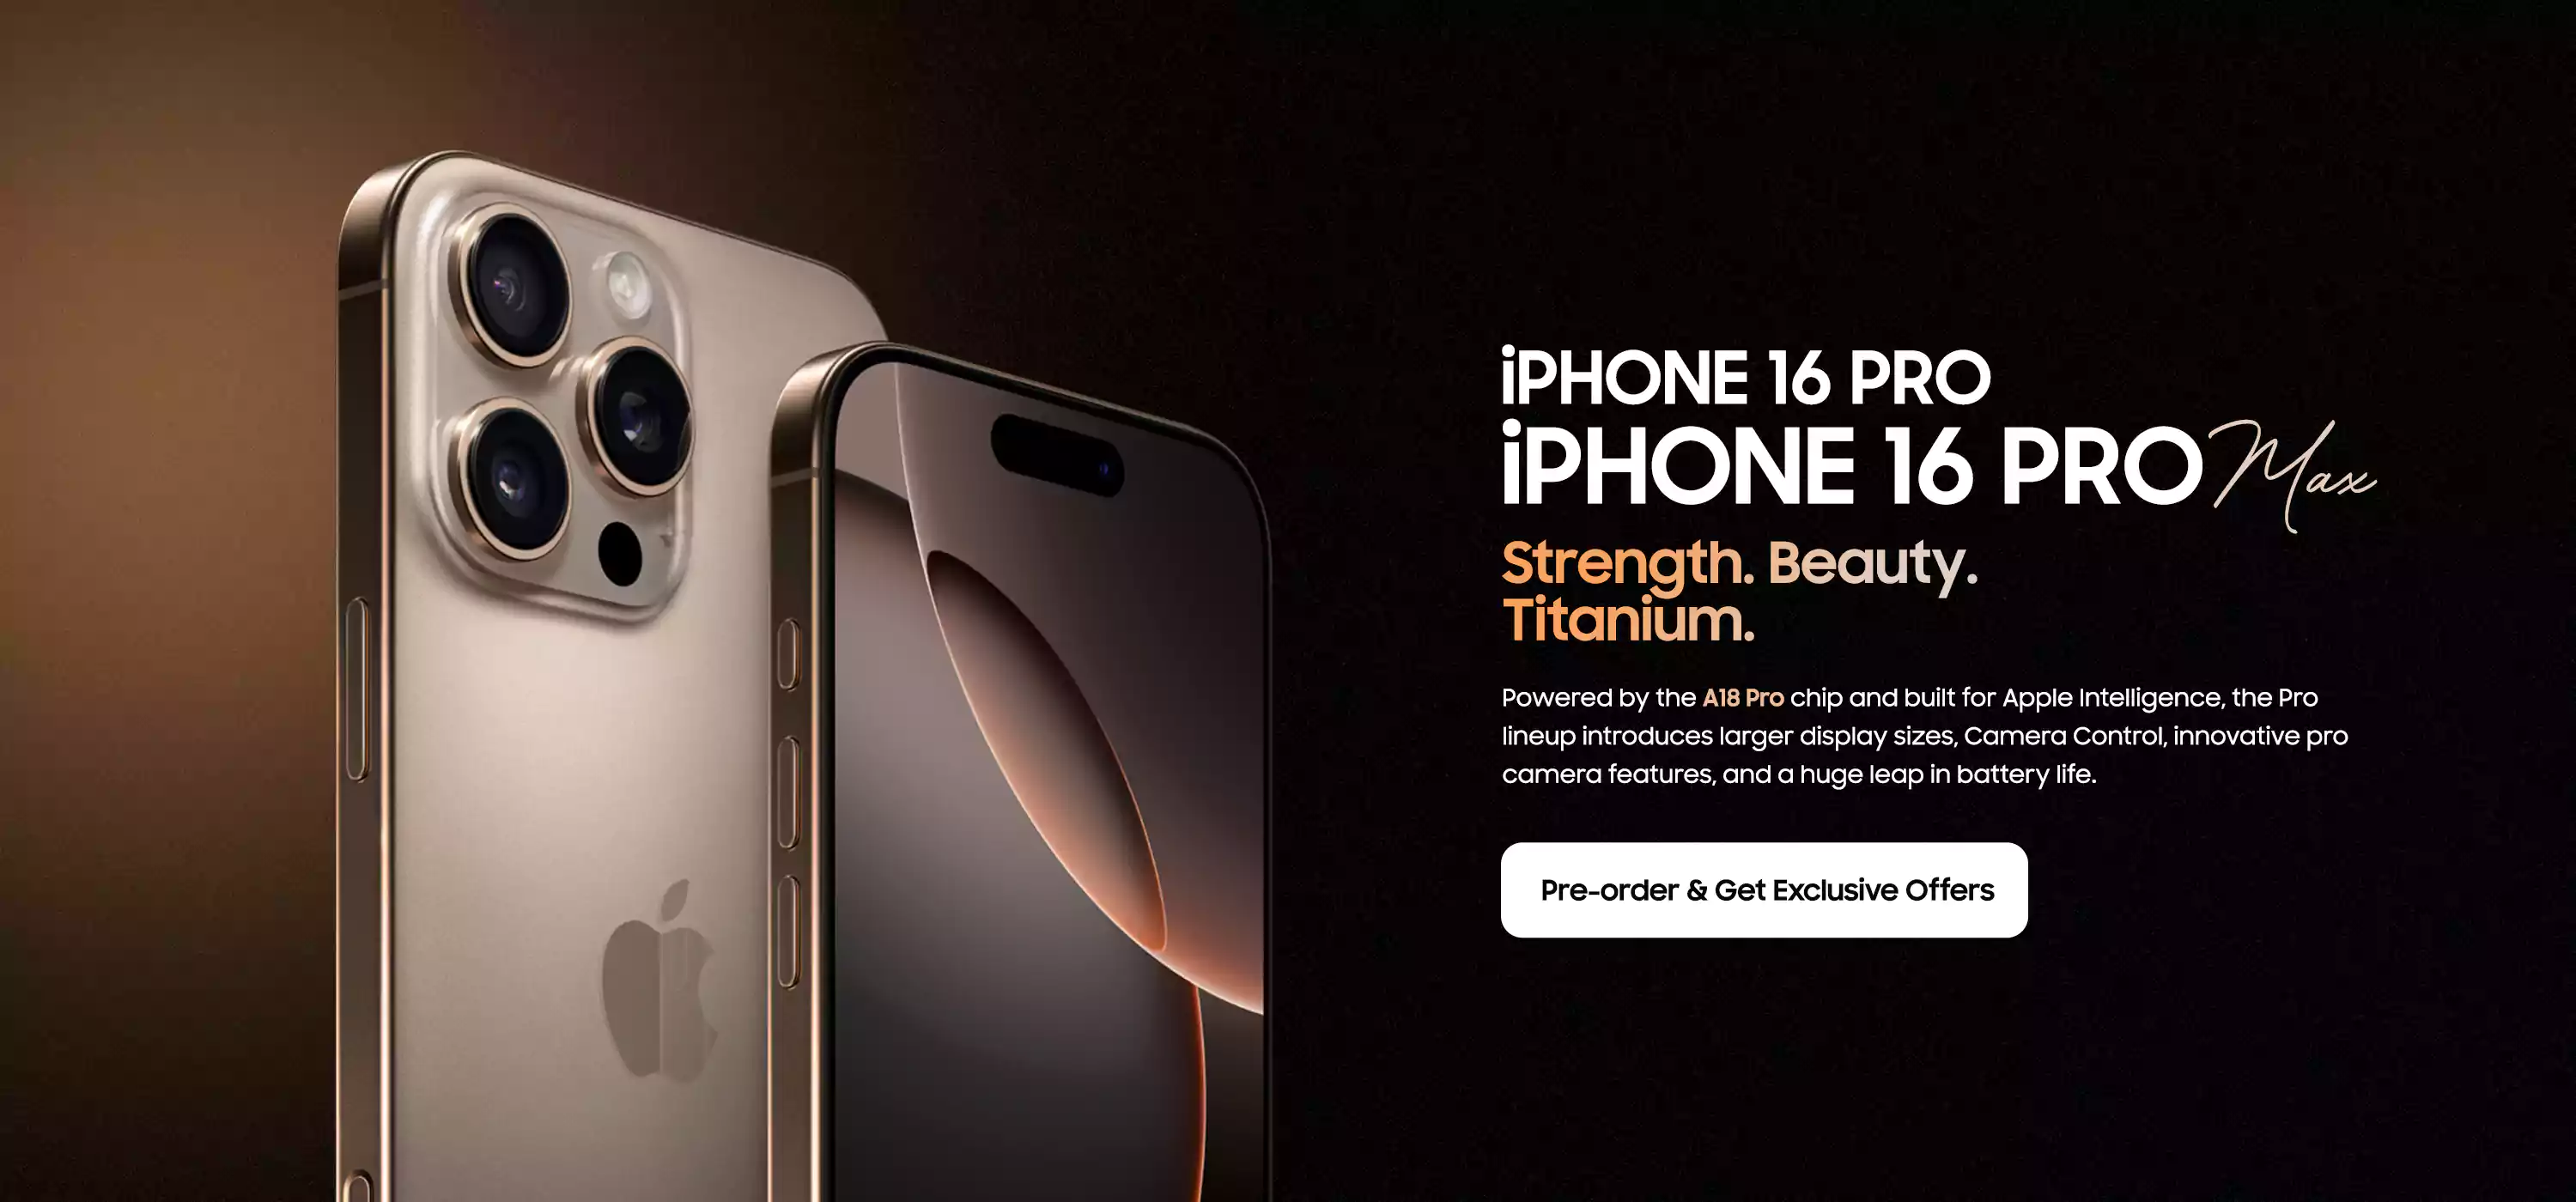 iPHONE 16 PRO
iPHONE 16 PRO Max
Strength. Beauty.
Titanium.
Powered by the A18 Pro chip and built for Apple Intelligence, the Pro
lineup introduces larger display sizes, Camera Control, innovative pro
camera features, and a huge leap in battery life.
Pre-order & Get Exclusive Offers